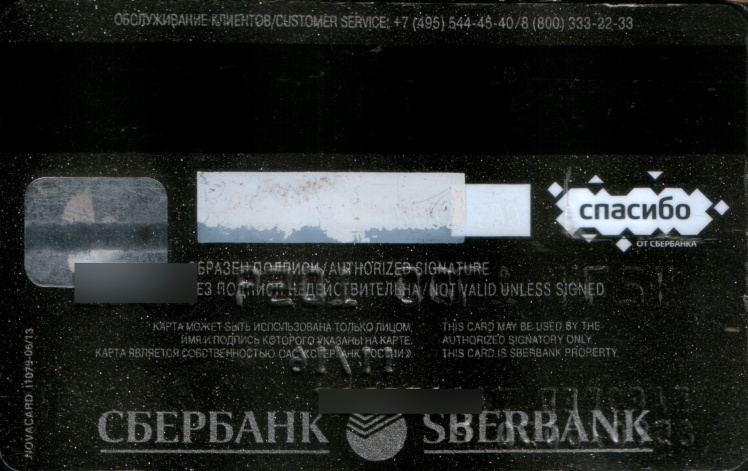 ОБСЛУЖИВАНИЕ КЛИЕНТОВ/CUSTOMER SERVICE: +7 (495) 544-45-40/8 (800) 333-22-33
спасибо
ОТ СБЕРБАНКА
БРАЗЕЦ ПОДПИСИ/AUTHORIZED SIGNATURE
ЕЗ ПОДПИСИ НЕДЕЙСТВИТЕЛЬНА/NOT VALID UNLESS SIGNED
КАРТА МОЖЕТ БЫТЬ ИСПОЛЬЗОВАНА ТОЛЬКО ЛИЦОМ,
ИМЯ И ПОДПИСЬ КОТОРОГО УКАЗАНЫ НА КАРТЕ.
КАРТА ЯВЛЯЕТСЯ СОБСТВЕННОСТЬЮ ОАО «СБЕРБАНК РОССИИ».
THIS CARD MAY BE USED BY THE
AUTHORIZED SIGNATORY ONLY.
THIS CARD IS SBERBANK PROPERTY.
NOVACARD 11079-06/13
СБЕРБАНК SBERBANK